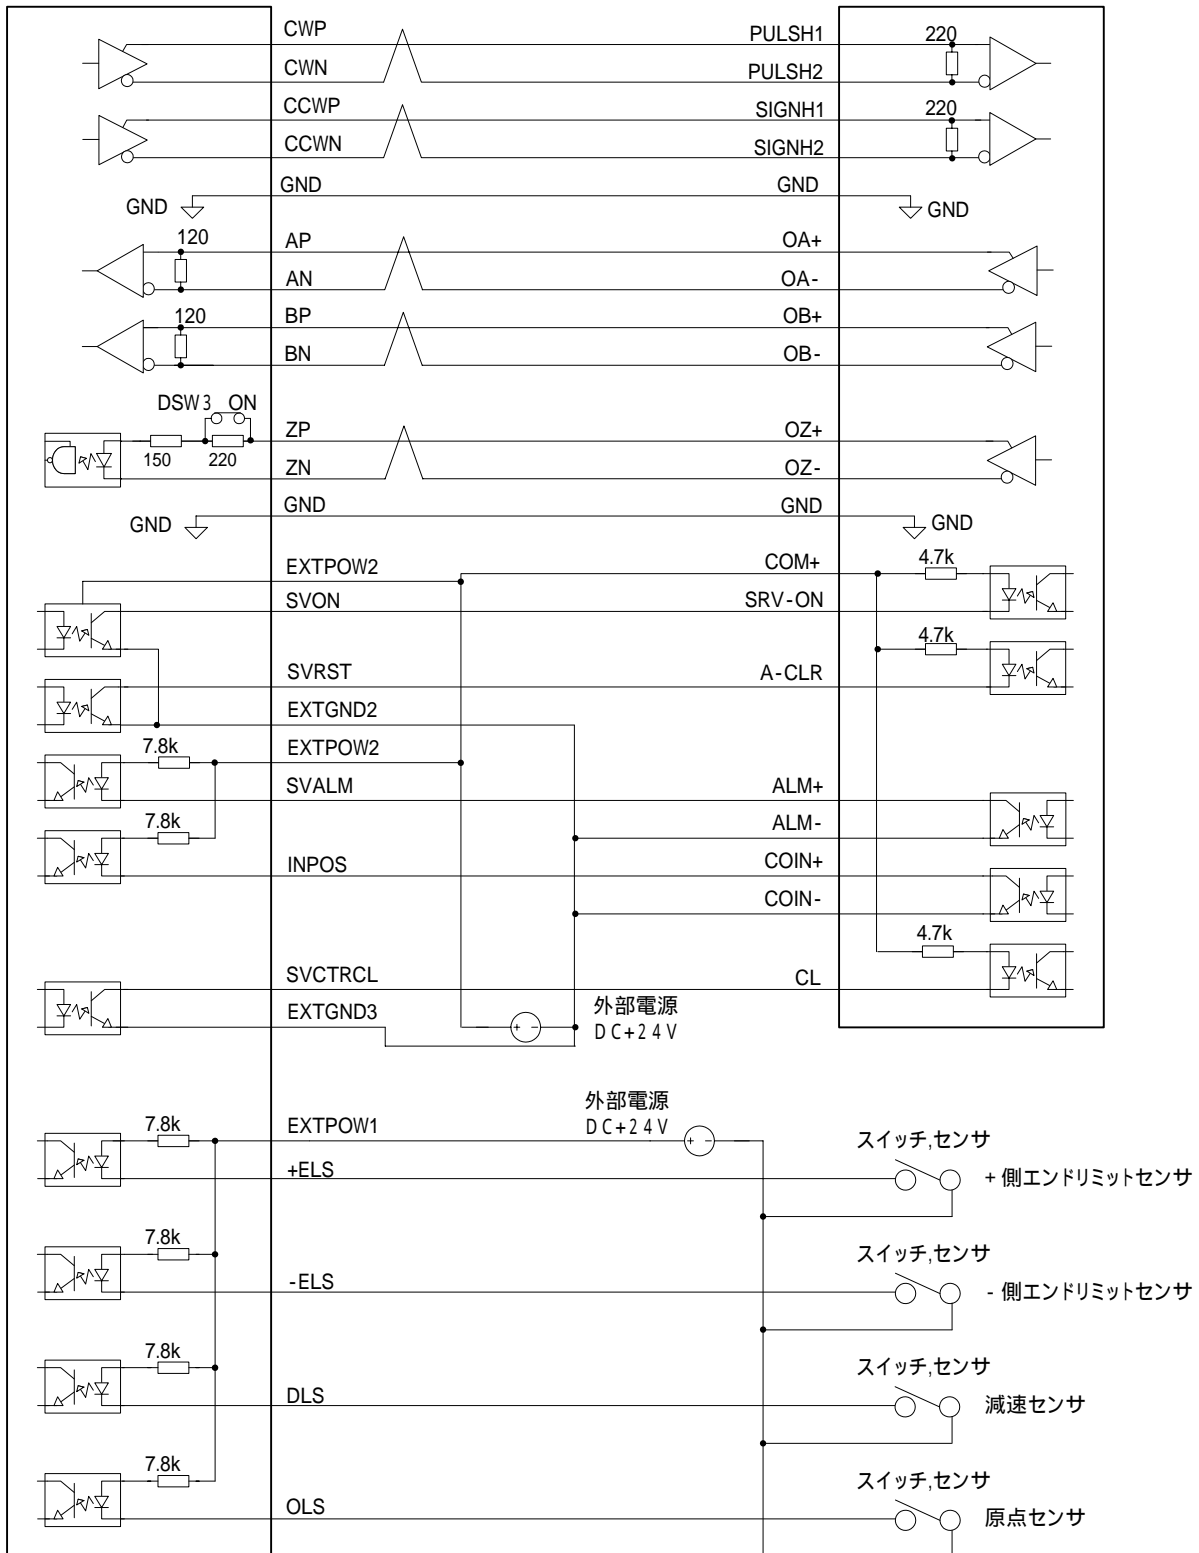 CWP PULSH1 220
CWN PULSH2
CCWP SIGNH1 220
CCWN SIGNH2
GND GND
GND GND
120 AP OA+
AN OA-
120 BP OB+
BN OB-
DSW3 ON
ZP OZ+
150 220
ZN OZ-
GND GND
GND GND
EXTPOW2 COM+ 4.7k
SVON SRV-ON
4.7k
SVRST A-CLR
EXTGND2
7.8k EXTPOW2
SVALM ALM+
7.8k ALM-
INPOS COIN+
COIN-
4.7k
SVCTRCL CL
EXTGND3 外部電源
+ - DC+24V
外部電源
7.8k EXTPOW1 DC+24V + - スイッチ,センサ
+ELS +側エンドリミットセンサ
7.8k スイッチ,センサ
-ELS -側エンドリミットセンサ
7.8k スイッチ,センサ
DLS 減速センサ
7.8k スイッチ,センサ
OLS 原点センサ